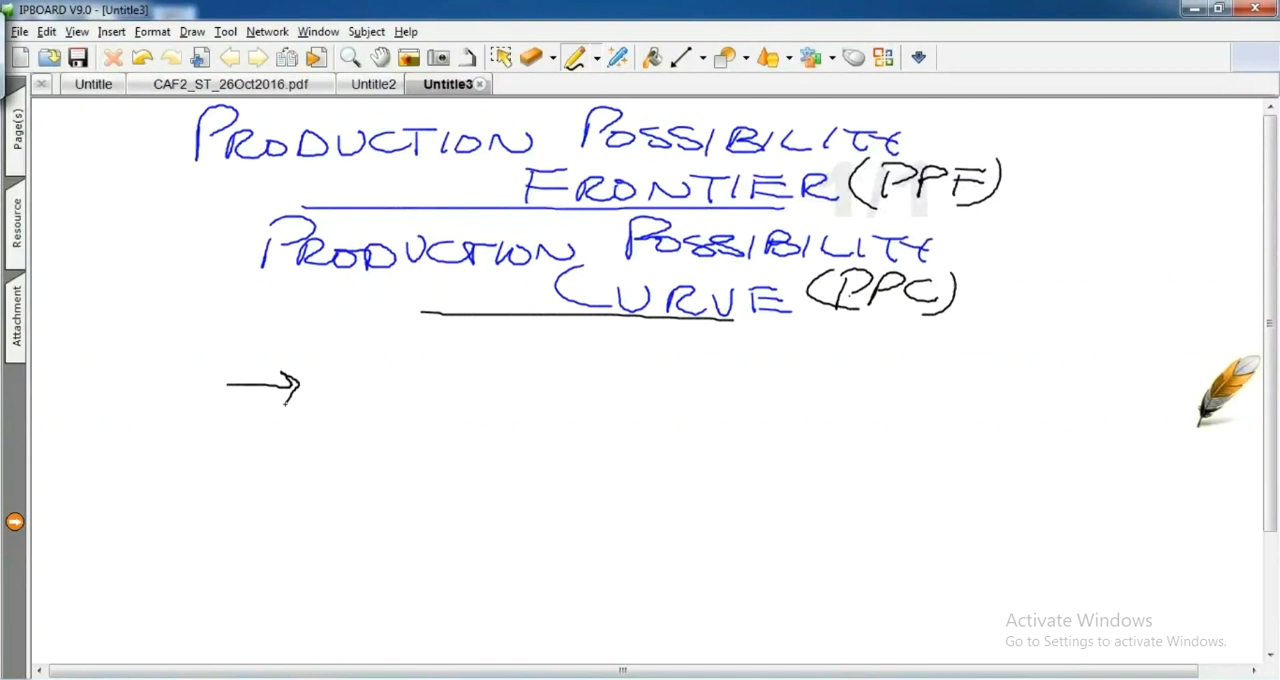 IPBOARD V9.0 - [Untitle3]
File Edit View Insert Format Draw Tool Network Window Subject Help
Untitle CAF2_ST_26Oct2016.pdf Untitle2 Untitle3
Page(s)
Resource
Attachment
PRODUCTION POSSIBILITY
FRONTIER (PPF)
1/1
PRODUCTION POSSIBILITY
CURVE (PPC)
Activate Windows
Go to Settings to activate Windows.